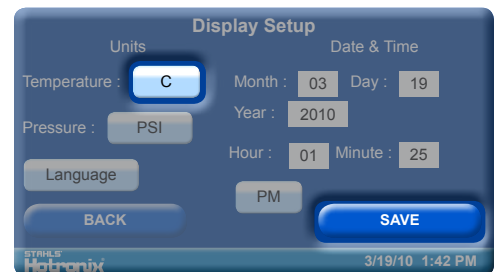 Display Setup
Units
Date & Time
Temperature : C
Month : 03 Day : 19
Year : 2010
Pressure : PSI
Hour : 01 Minute : 25
Language
PM
BACK
SAVE
STAHLS'
Hotronix
3/19/10 1:42 PM